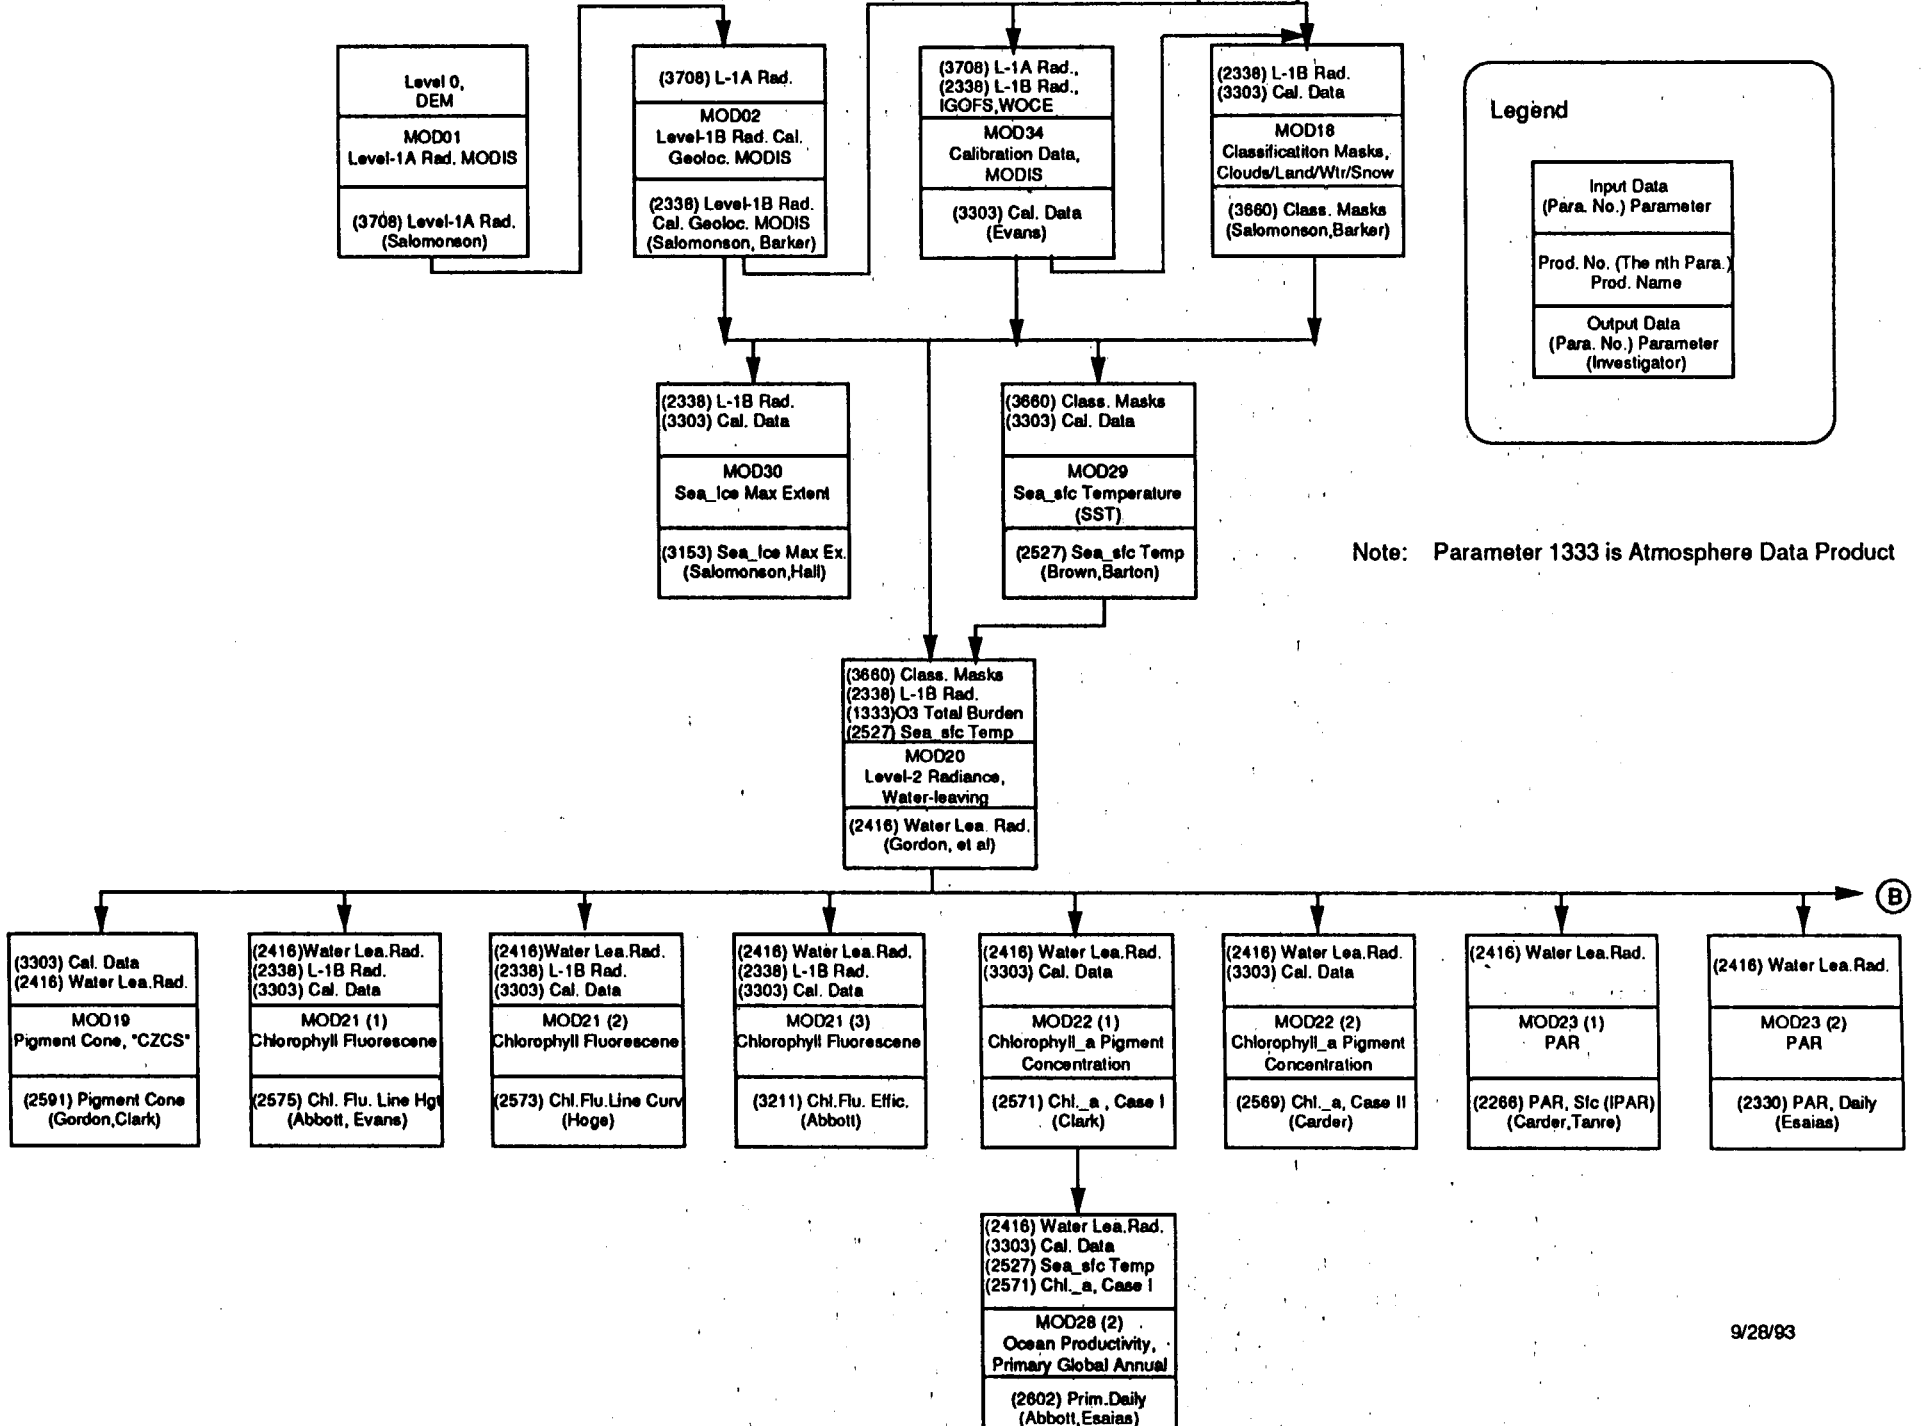 Level 0,
DEM
MOD01
Level-1A Rad. MODIS
(3708) Level-1A Rad.
(Salomonson)
(3708) L-1A Rad.
MOD02
Level-1B Rad. Cal.
Geoloc. MODIS
(2338) Level-1B Rad.
Cal. Geoloc. MODIS
(Salomonson, Barker)
(3708) L-1A Rad.,
(2338) L-1B Rad.,
IGOFS,WOCE
MOD34
Calibration Data,
MODIS
(3303) Cal. Data
(Evans)
(2338) L-1B Rad.
(3303) Cal. Data
MOD18
Classificatiton Masks,
Clouds/Land/Wtr/Snow
(3660) Class. Masks
(Salomonson,Barker)
Legend
Input Data
(Para. No.) Parameter
Prod. No. (The nth Para.)
Prod. Name
Output Data
(Para. No.) Parameter
(Investigator)
(2338) L-1B Rad.
(3303) Cal. Data
MOD30
Sea_Ice Max Extent
(3153) Sea_Ice Max Ex.
(Salomonson,Hall)
(3660) Class. Masks
(3303) Cal. Data
MOD29
Sea_sfc Temperature
(SST)
(2527) Sea_sfc Temp
(Brown,Barton)
Note: Parameter 1333 is Atmosphere Data Product
(3660) Class. Masks
(2338) L-1B Rad.
(1333)O3 Total Burden
(2527) Sea_sfc Temp
MOD20
Level-2 Radiance,
Water-leaving
(2416) Water Lea. Rad.
(Gordon, et al)
B
(3303) Cal. Data
(2416) Water Lea.Rad.
MOD19
Pigment Cone, "CZCS"
(2591) Pigment Cone
(Gordon,Clark)
(2416)Water Lea.Rad.
(2338) L-1B Rad.
(3303) Cal. Data
MOD21 (1)
Chlorophyll Fluorescene
(2575) Chl. Flu. Line Hgt
(Abbott, Evans)
(2416)Water Lea.Rad.
(2338) L-1B Rad.
(3303) Cal. Data
MOD21 (2)
Chlorophyll Fluorescene
(2573) Chl.Flu.Line Curv
(Hoge)
(2416) Water Lea.Rad.
(2338) L-1B Rad.
(3303) Cal. Data
MOD21 (3)
Chlorophyll Fluorescene
(3211) Chl.Flu. Effic.
(Abbott)
(2416) Water Lea.Rad.
(3303) Cal. Data
MOD22 (1)
Chlorophyll_a Pigment
Concentration
(2571) Chl._a , Case I
(Clark)
(2416) Water Lea.Rad.
(3303) Cal. Data
MOD22 (2)
Chlorophyll_a Pigment
Concentration
(2569) Chl._a, Case II
(Carder)
(2416) Water Lea.Rad.
MOD23 (1)
PAR
(2266) PAR, Sfc (IPAR)
(Carder,Tanre)
(2416) Water Lea.Rad.
MOD23 (2)
PAR
(2330) PAR, Daily
(Esaias)
(2416) Water Lea.Rad.
(3303) Cal. Data
(2527) Sea_sfc Temp
(2571) Chl._a, Case I
MOD28 (2)
Ocean Productivity,
Primary Global Annual
(2602) Prim.Daily
(Abbott,Esaias)
9/28/93